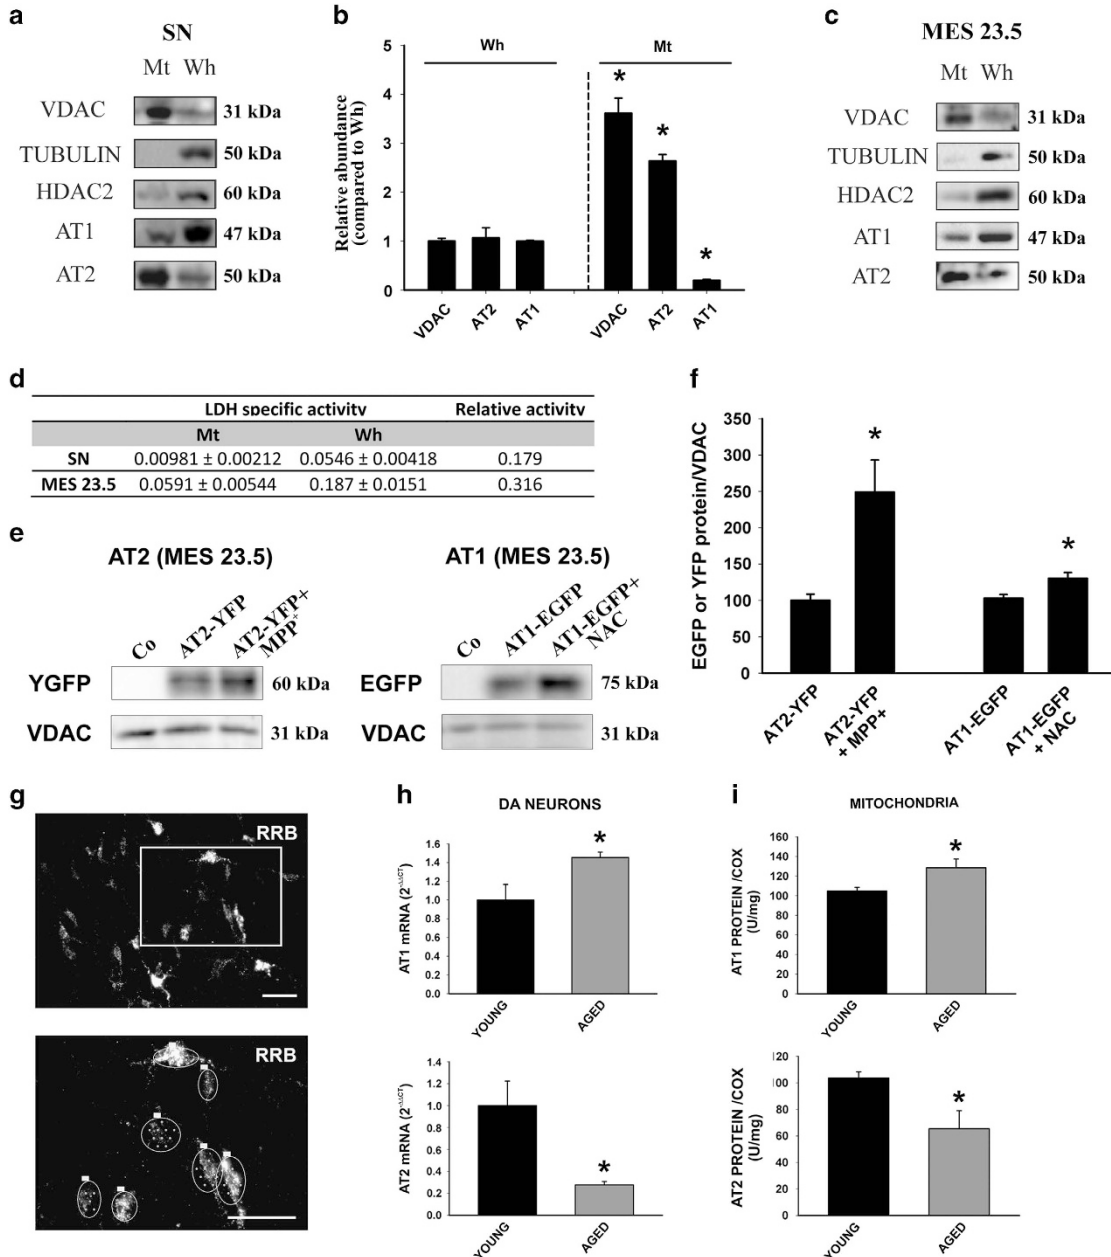 a
SN
Mt Wh
VDAC 31 kDa
TUBULIN 50 kDa
HDAC2 60 kDa
AT1 47 kDa
AT2 50 kDa
b
Relative abundance
(compared to Wh)
5
4
3
2
1
0
Wh
Mt
*
*
*
VDAC
AT2
AT1
VDAC
AT2
AT1
c
MES 23.5
Mt Wh
VDAC 31 kDa
TUBULIN 50 kDa
HDAC2 60 kDa
AT1 47 kDa
AT2 50 kDa
d
LDH specific activity Relative activity
Mt Wh
SN 0.00981 ± 0.00212 0.0546 ± 0.00418 0.179
MES 23.5 0.0591 ± 0.00544 0.187 ± 0.0151 0.316
e
AT2 (MES 23.5)
Co
AT2-YFP
AT2-YFP+
MPP+
YGFP 60 kDa
VDAC 31 kDa
AT1 (MES 23.5)
Co
AT1-EGFP
AT1-EGFP+
NAC
EGFP 75 kDa
VDAC 31 kDa
f
EGFP or YFP protein/VDAC
350
300
250
200
150
100
50
0
*
*
AT2-YFP
AT2-YFP
+ MPP+
AT1-EGFP
AT1-EGFP
+ NAC
g
RRB
RRB
h
DA NEURONS
AT1 mRNA (2-ΔΔCT)
1.6
1.4
1.2
1.0
0.8
0.6
0.4
0.2
0.0
*
YOUNG
AGED
AT2 mRNA (2-ΔΔCT)
1.4
1.2
1.0
0.8
0.6
0.4
0.2
0.0
*
YOUNG
AGED
i
MITOCHONDRIA
AT1 PROTEIN /COX
(U/mg)
160
140
120
100
80
60
40
20
0
*
YOUNG
AGED
AT2 PROTEIN /COX
(U/mg)
120
100
80
60
40
20
0
*
YOUNG
AGED